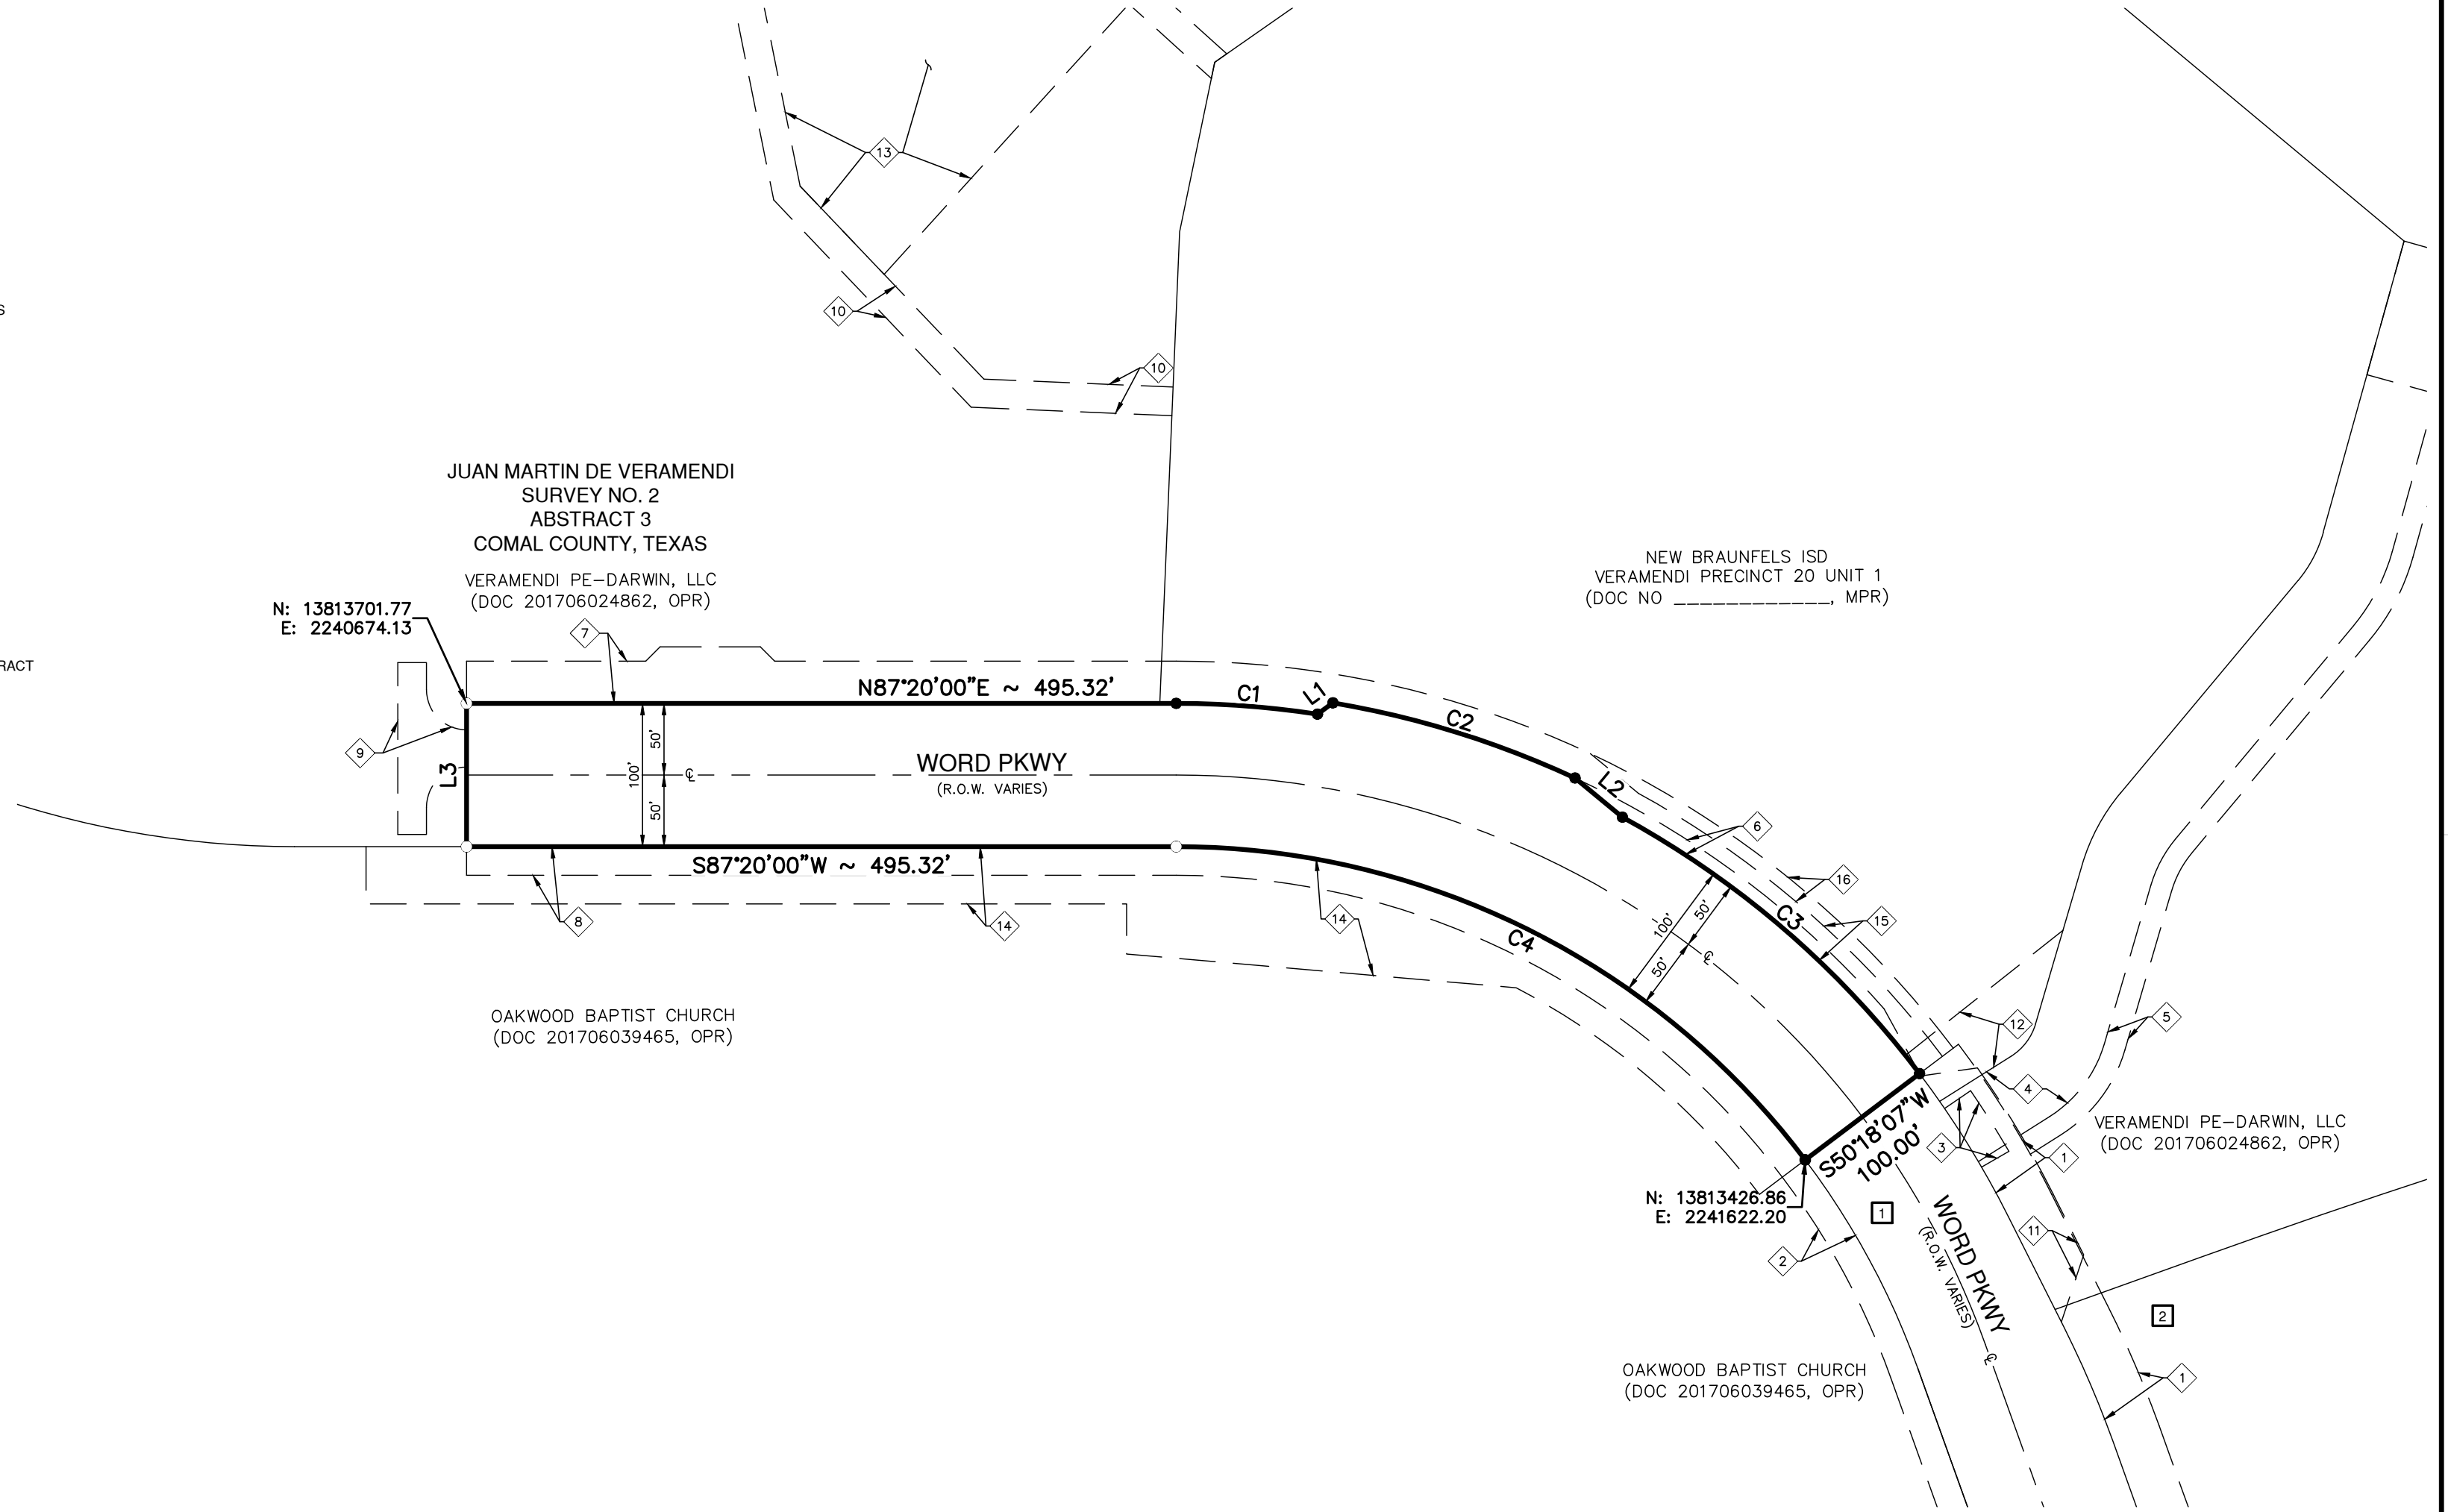 13
S
10
10
JUAN MARTIN DE VERAMENDI
SURVEY NO. 2
ABSTRACT 3
COMAL COUNTY, TEXAS
VERAMENDI PE-DARWIN, LLC
(DOC 201706024862, OPR)
NEW BRAUNFELS ISD
VERAMENDI PRECINCT 20 UNIT 1
(DOC NO _____________, MPR)
N: 13813701.77
E: 2240674.13
7
RACT
N87°20'00"E ~ 495.32'
C1
L1
C2
9
L3
50'
100'
50'
℄
WORD PKWY
(R.O.W. VARIES)
L2
6
16
15
C3
S87°20'00"W ~ 495.32'
8
14
14
C4
100'
50'
50'
℄
OAKWOOD BAPTIST CHURCH
(DOC 201706039465, OPR)
12
5
4
VERAMENDI PE-DARWIN, LLC
(DOC 201706024862, OPR)
3
1
S50°18'07"W
100.00'
N: 13813426.86
E: 2241622.20
1
WORD PKWY
(R.O.W. VARIES)
℄
11
2
2
OAKWOOD BAPTIST CHURCH
(DOC 201706039465, OPR)
1